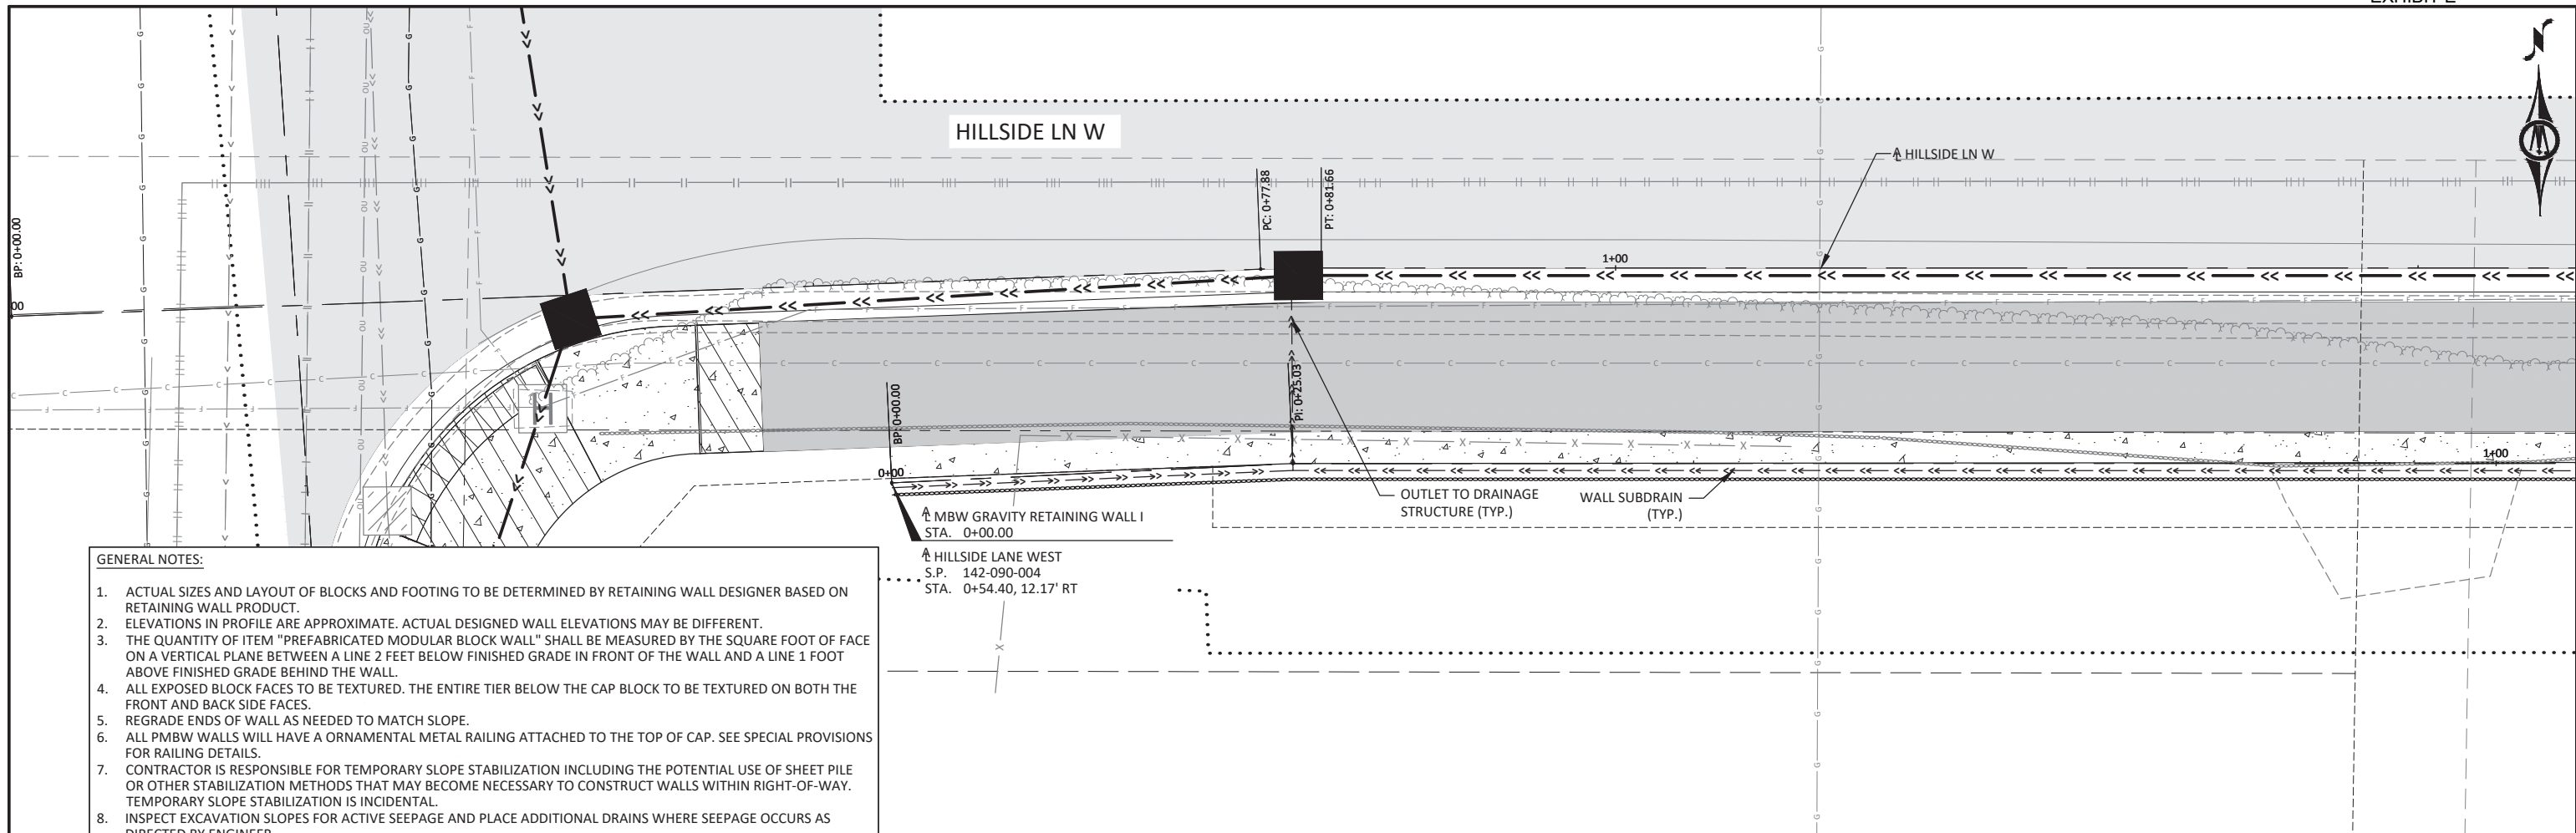 HILLSIDE LN W
HILLSIDE LN W
BP: 0+00.00
00
PC: 0+77.88
PT: 0+81.66
1+00
BP: 0+00.00
0+00
PI: 0+25.03
1+00
OUTLET TO DRAINAGE
STRUCTURE (TYP.)
WALL SUBDRAIN
(TYP.)
MBW GRAVITY RETAINING WALL I
STA. 0+00.00
HILLSIDE LANE WEST
S.P. 142-090-004
STA. 0+54.40, 12.17' RT
GENERAL NOTES:
1. ACTUAL SIZES AND LAYOUT OF BLOCKS AND FOOTING TO BE DETERMINED BY RETAINING WALL DESIGNER BASED ON
RETAINING WALL PRODUCT.
2. ELEVATIONS IN PROFILE ARE APPROXIMATE. ACTUAL DESIGNED WALL ELEVATIONS MAY BE DIFFERENT.
3. THE QUANTITY OF ITEM "PREFABRICATED MODULAR BLOCK WALL" SHALL BE MEASURED BY THE SQUARE FOOT OF FACE
ON A VERTICAL PLANE BETWEEN A LINE 2 FEET BELOW FINISHED GRADE IN FRONT OF THE WALL AND A LINE 1 FOOT
ABOVE FINISHED GRADE BEHIND THE WALL.
4. ALL EXPOSED BLOCK FACES TO BE TEXTURED. THE ENTIRE TIER BELOW THE CAP BLOCK TO BE TEXTURED ON BOTH THE
FRONT AND BACK SIDE FACES.
5. REGRADE ENDS OF WALL AS NEEDED TO MATCH SLOPE.
6. ALL PMBW WALLS WILL HAVE A ORNAMENTAL METAL RAILING ATTACHED TO THE TOP OF CAP. SEE SPECIAL PROVISIONS
FOR RAILING DETAILS.
7. CONTRACTOR IS RESPONSIBLE FOR TEMPORARY SLOPE STABILIZATION INCLUDING THE POTENTIAL USE OF SHEET PILE
OR OTHER STABILIZATION METHODS THAT MAY BECOME NECESSARY TO CONSTRUCT WALLS WITHIN RIGHT-OF-WAY.
TEMPORARY SLOPE STABILIZATION IS INCIDENTAL.
8. INSPECT EXCAVATION SLOPES FOR ACTIVE SEEPAGE AND PLACE ADDITIONAL DRAINS WHERE SEEPAGE OCCURS AS
DIRECTED BY ENGINEER